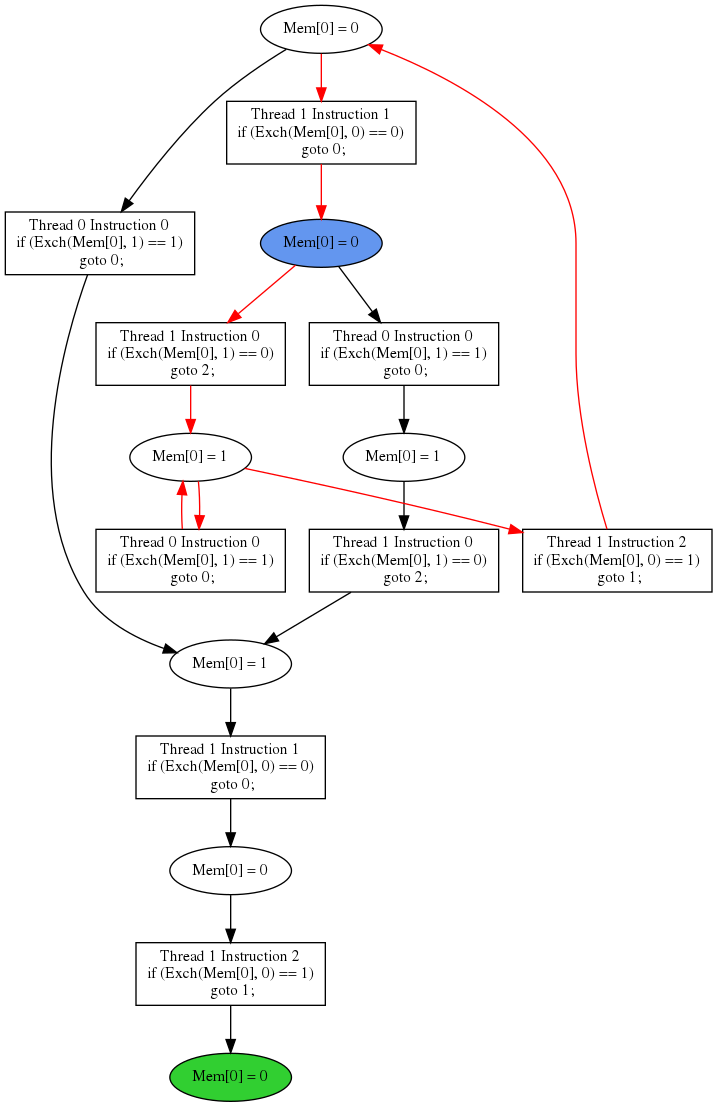 Mem[0] = 0
Thread 1 Instruction 1
if (Exch(Mem[0], 0) == 0)
goto 0;
Thread 0 Instruction 0
if (Exch(Mem[0], 1) == 1)
goto 0;
Mem[0] = 0
Thread 1 Instruction 0
if (Exch(Mem[0], 1) == 0)
goto 2;
Thread 0 Instruction 0
if (Exch(Mem[0], 1) == 1)
goto 0;
Mem[0] = 1
Mem[0] = 1
Thread 0 Instruction 0
if (Exch(Mem[0], 1) == 1)
goto 0;
Thread 1 Instruction 0
if (Exch(Mem[0], 1) == 0)
goto 2;
Thread 1 Instruction 2
if (Exch(Mem[0], 0) == 1)
goto 1;
Mem[0] = 1
Thread 1 Instruction 1
if (Exch(Mem[0], 0) == 0)
goto 0;
Mem[0] = 0
Thread 1 Instruction 2
if (Exch(Mem[0], 0) == 1)
goto 1;
Mem[0] = 0